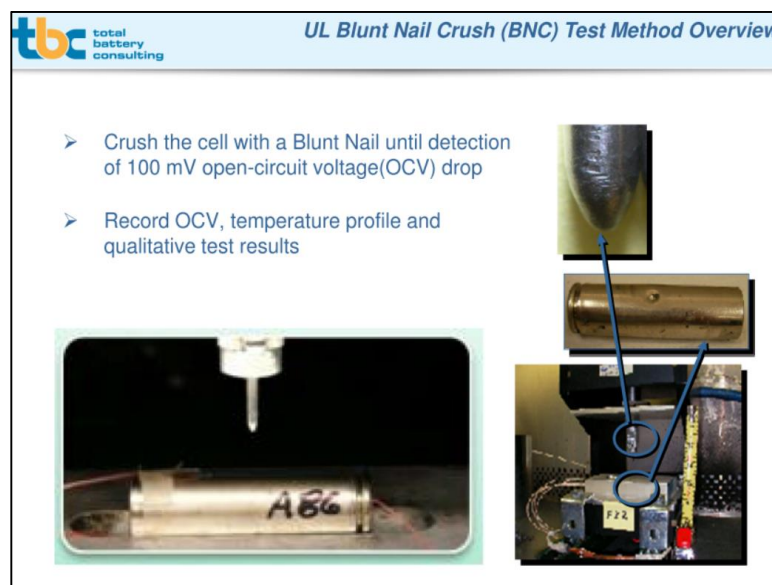 tbc total
battery
consulting
UL Blunt Nail Crush (BNC) Test Method Overview
➢ Crush the cell with a Blunt Nail until detection
of 100 mV open-circuit voltage(OCV) drop
➢ Record OCV, temperature profile and
qualitative test results
A86
F22